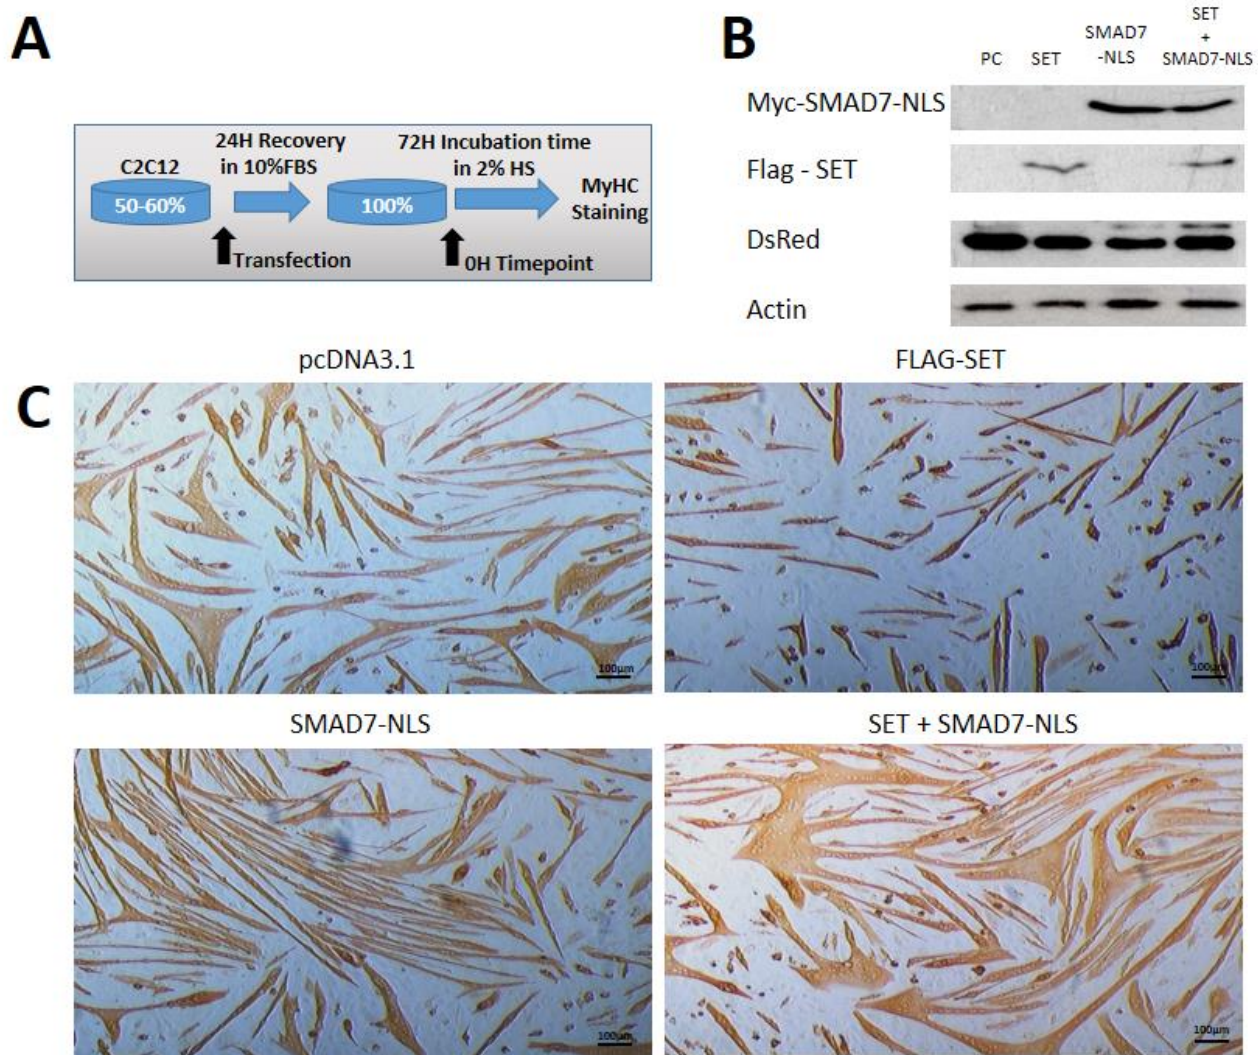 A
C2C12
50-60%
24H Recovery
in 10%FBS
100%
72H Incubation time
in 2% HS
MyHC
Staining
Transfection
0H Timepoint
B
PC
SET
SMAD7
-NLS
SET
+
SMAD7-NLS
Myc-SMAD7-NLS
Flag - SET
DsRed
Actin
C
pcDNA3.1
FLAG-SET
100µm
100µm
SMAD7-NLS
SET + SMAD7-NLS
100µm
100µm